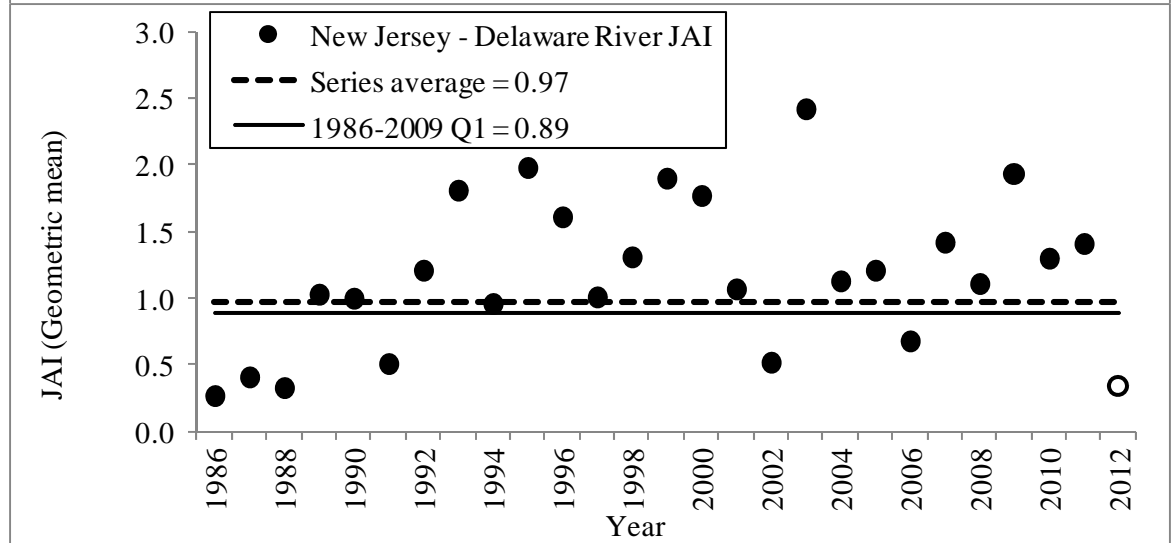 New Jersey - Delaware River JAI
Series average = 0.97
1986-2009 Q1 = 0.89
JAI (Geometric mean)
3.0
2.5
2.0
1.5
1.0
0.5
0.0
1986 1988 1990 1992 1994 1996 1998 2000 2002 2004 2006 2008 2010 2012
Year